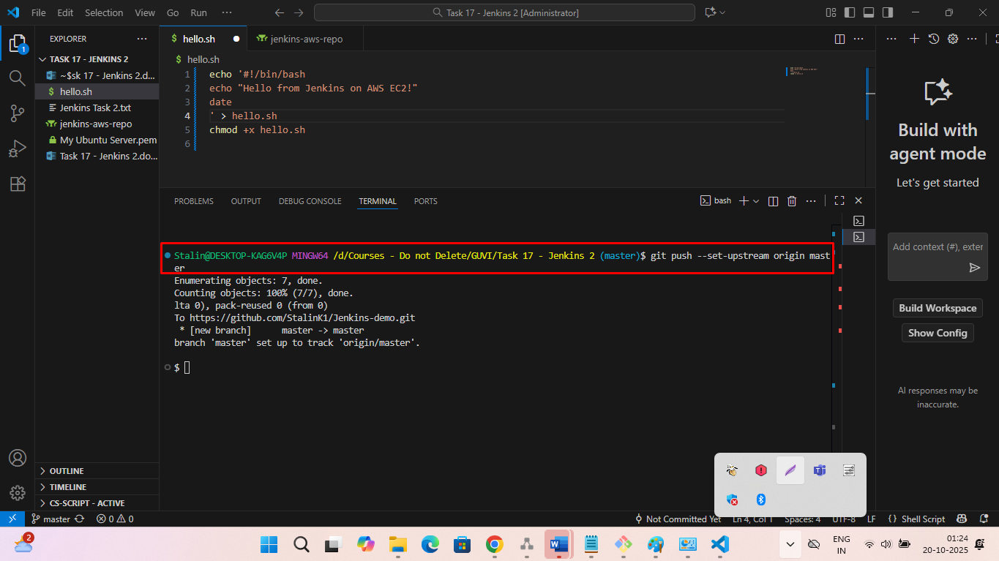 File Edit Selection View Go Run ···
Task 17 - Jenkins 2 [Administrator]
EXPLORER ···
TASK 17 - JENKINS 2
~$sk 17 - Jenkins 2.d...
$ hello.sh
Jenkins Task 2.txt
jenkins-aws-repo
My Ubuntu Server.pem
Task 17 - Jenkins 2.do...
OUTLINE
TIMELINE
CS-SCRIPT - ACTIVE
1
$ hello.sh
jenkins-aws-repo
$ hello.sh
1 echo '#!/bin/bash
2 echo "Hello from Jenkins on AWS EC2!"
3 date
4 ' > hello.sh
5 chmod +x hello.sh
6
PROBLEMS OUTPUT DEBUG CONSOLE TERMINAL PORTS
bash
Stalin@DESKTOP-KAG6V4P MINGW64 /d/Courses - Do not Delete/GUVI/Task 17 - Jenkins 2 (master)$ git push --set-upstream origin mast
er
Enumerating objects: 7, done.
Counting objects: 100% (7/7), done.
lta 0), pack-reused 0 (from 0)
To https://github.com/StalinK1/Jenkins-demo.git
* [new branch] master -> master
branch 'master' set up to track 'origin/master'.
$
Build with
agent mode
Let's get started
Add context (#), exter
Build Workspace
Show Config
AI responses may be
inaccurate.
master 0 0
Not Committed Yet Ln 4, Col 1 Spaces: 4 UTF-8 LF {} Shell Script
2
ENG
IN
01:24
20-10-2025